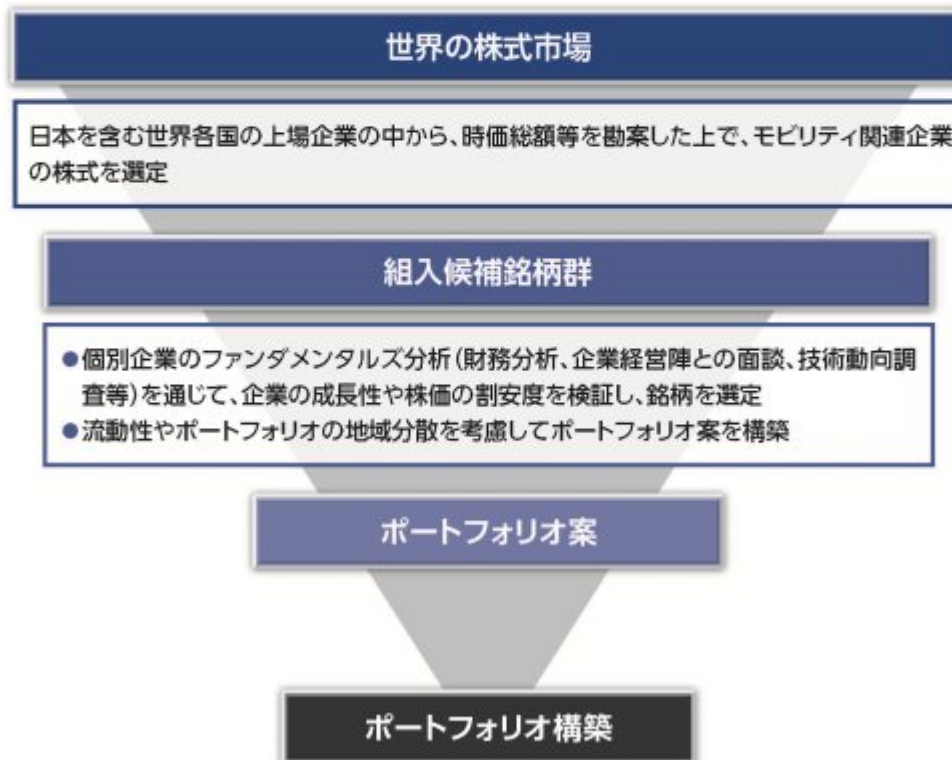 世界の株式市場
日本を含む世界各国の上場企業の中から、時価総額等を勘案した上で、モビリティ関連企業
の株式を選定
組入候補銘柄群
●個別企業のファンダメンタルズ分析(財務分析、企業経営陣との面談、技術動向調
査等)を通じて、企業の成長性や株価の割安度を検証し、銘柄を選定
●流動性やポートフォリオの地域分散を考慮してポートフォリオ案を構築
ポートフォリオ案
ポートフォリオ構築